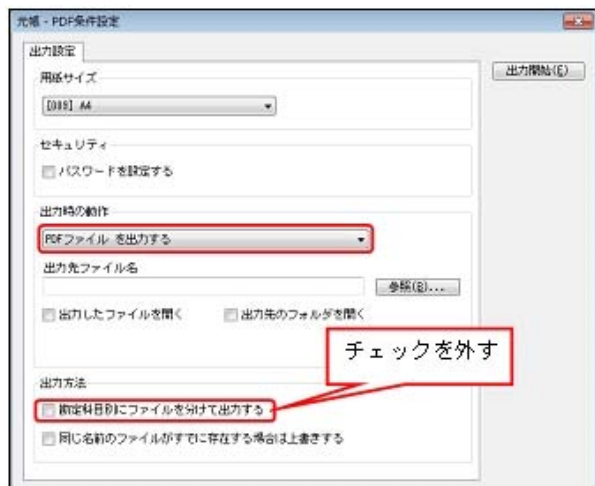 元帳 - PDF条件設定
出力設定
出力開始(E)
用紙サイズ
[009] A4
セキュリティ
パスワードを設定する
出力時の動作
PDFファイル を出力する
出力先ファイル名
参照(B)...
出力したファイルを開く
出力先のフォルダを開く
チェックを外す
出力方法
勘定科目別にファイルを分けて出力する
同じ名前のファイルがすでに存在する場合は上書きする